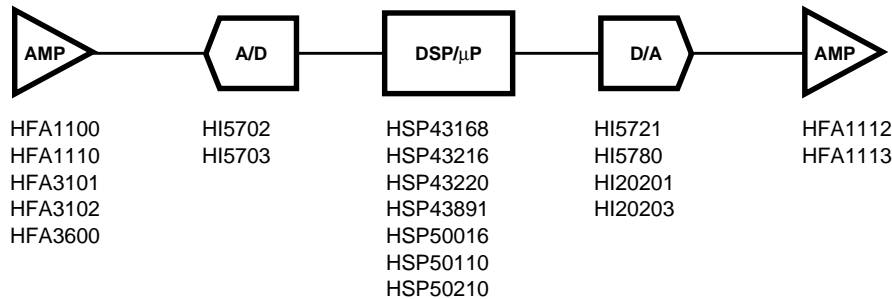 AMP
A/D
DSP/μP
D/A
AMP
HFA1100
HFA1110
HFA3101
HFA3102
HFA3600
HI5702
HI5703
HSP43168
HSP43216
HSP43220
HSP43891
HSP50016
HSP50110
HSP50210
HI5721
HI5780
HI20201
HI20203
HFA1112
HFA1113